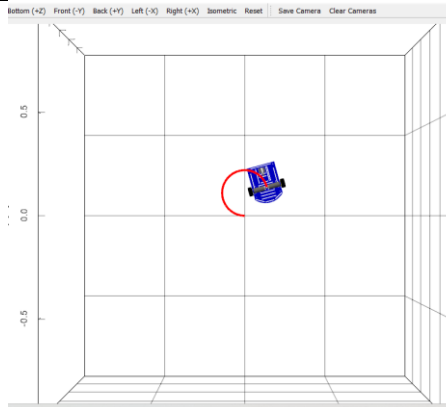 Bottom (+Z) Front (-Y) Back (+Y) Left (-X) Right (+X) Isometric Reset Save Camera Clear Cameras
0.5
0.0
-0.5